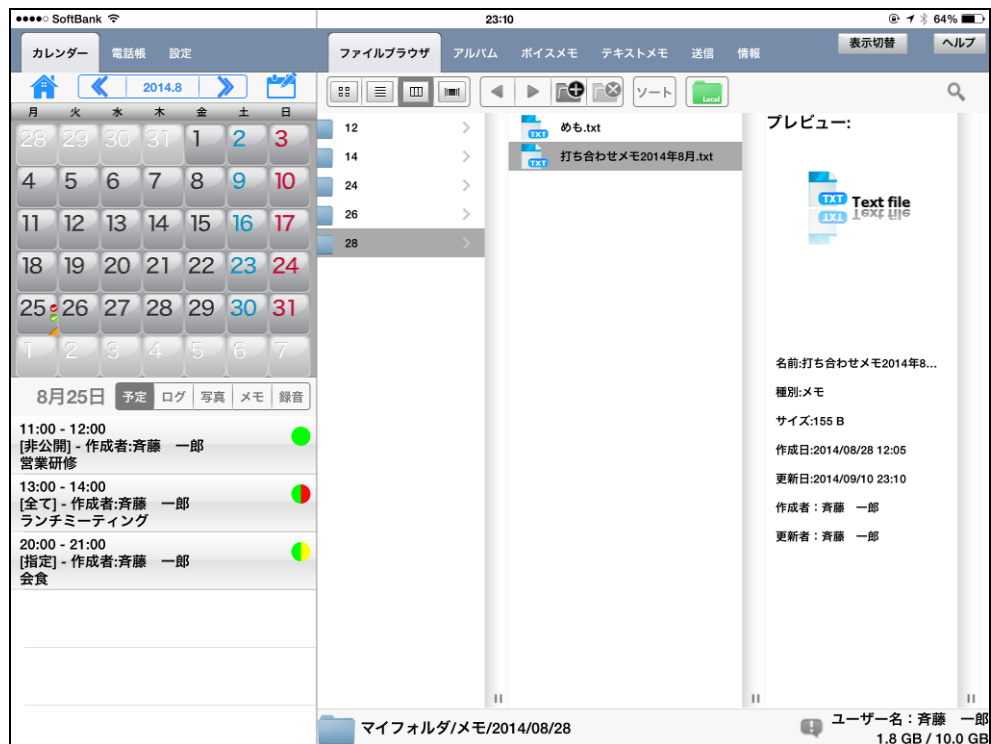 SoftBank
23:10
64%
カレンダー 電話帳 設定
ファイルブラウザ アルバム ボイスメモ テキストメモ 送信 情報
表示切替 ヘルプ
2014.8
月 火 水 木 金 土 日
28 29 30 31 1 2 3
4 5 6 7 8 9 10
11 12 13 14 15 16 17
18 19 20 21 22 23 24
25 26 27 28 29 30 31
1 2 3 4 5 6 7
8月25日 予定 ログ 写真 メモ 録音
11:00 - 12:00
[非公開] - 作成者:斉藤　一郎
営業研修
13:00 - 14:00
[全て] - 作成者:斉藤　一郎
ランチミーティング
20:00 - 21:00
[指定] - 作成者:斉藤　一郎
会食
ソート
Local
12
14
24
26
28
TXT めも.txt
TXT 打ち合わせメモ2014年8月.txt
プレビュー:
TXT Text file
名前:打ち合わせメモ2014年8...
種別:メモ
サイズ:155 B
作成日:2014/08/28 12:05
更新日:2014/09/10 23:10
作成者：斉藤　一郎
更新者：斉藤　一郎
マイフォルダ/メモ/2014/08/28
ユーザー名：斉藤　一郎
1.8 GB / 10.0 GB